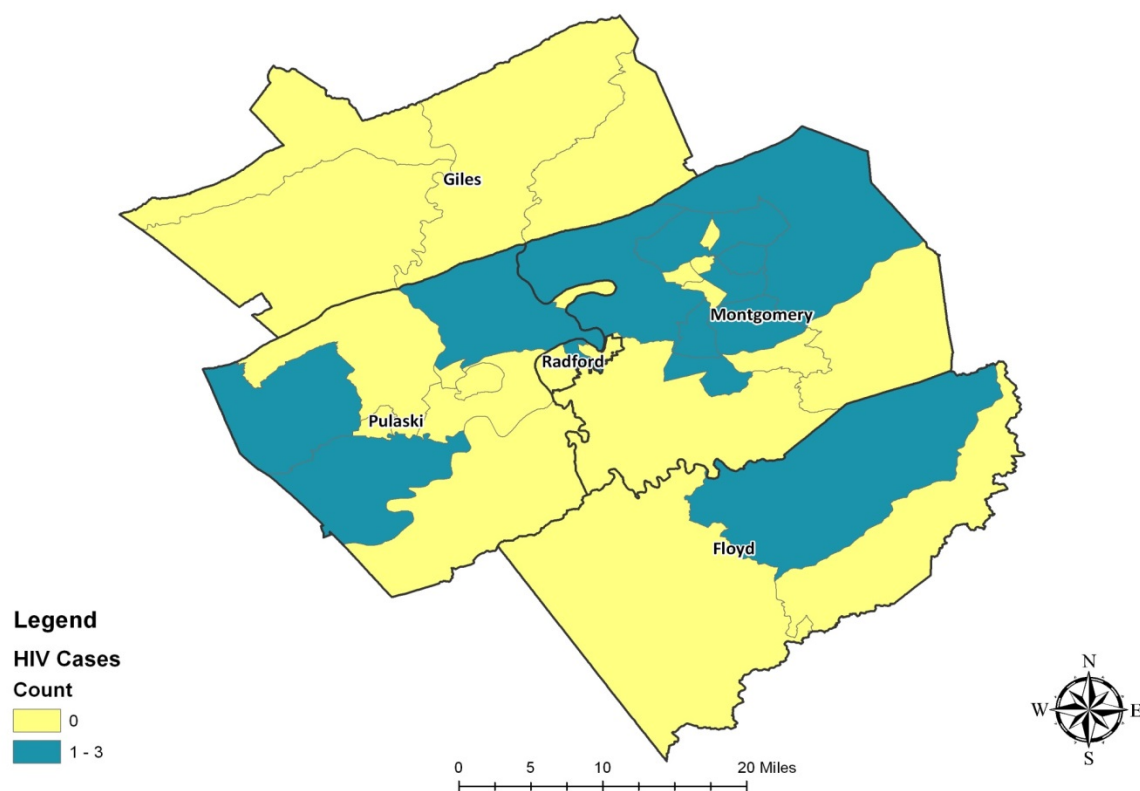 Giles
Montgomery
Radford
Pulaski
Floyd
Legend
HIV Cases
Count
0
1 - 3
N
W E
S
0 5 10 20 Miles